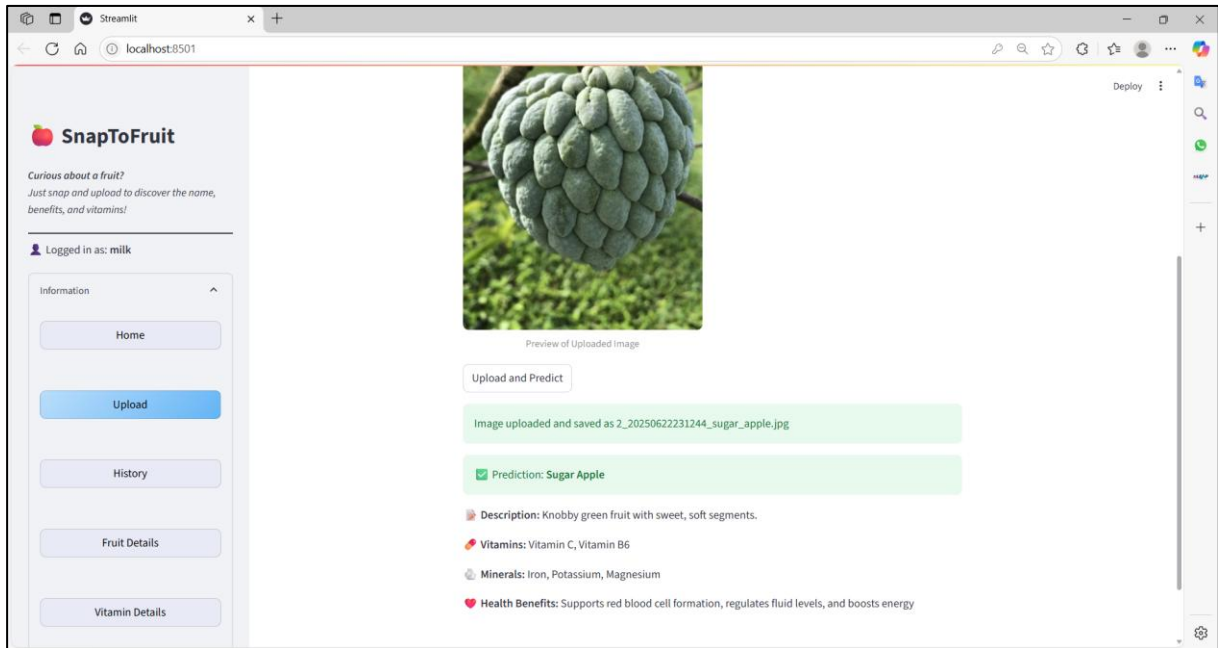 Streamlit
localhost:8501
Deploy
SnapToFruit
Curious about a fruit?
Just snap and upload to discover the name,
benefits, and vitamins!
Logged in as: milk
Information
Home
Upload
History
Fruit Details
Vitamin Details
Preview of Uploaded Image
Upload and Predict
Image uploaded and saved as 2_20250622231244_sugar_apple.jpg
Prediction: Sugar Apple
Description: Knobby green fruit with sweet, soft segments.
Vitamins: Vitamin C, Vitamin B6
Minerals: Iron, Potassium, Magnesium
Health Benefits: Supports red blood cell formation, regulates fluid levels, and boosts energy